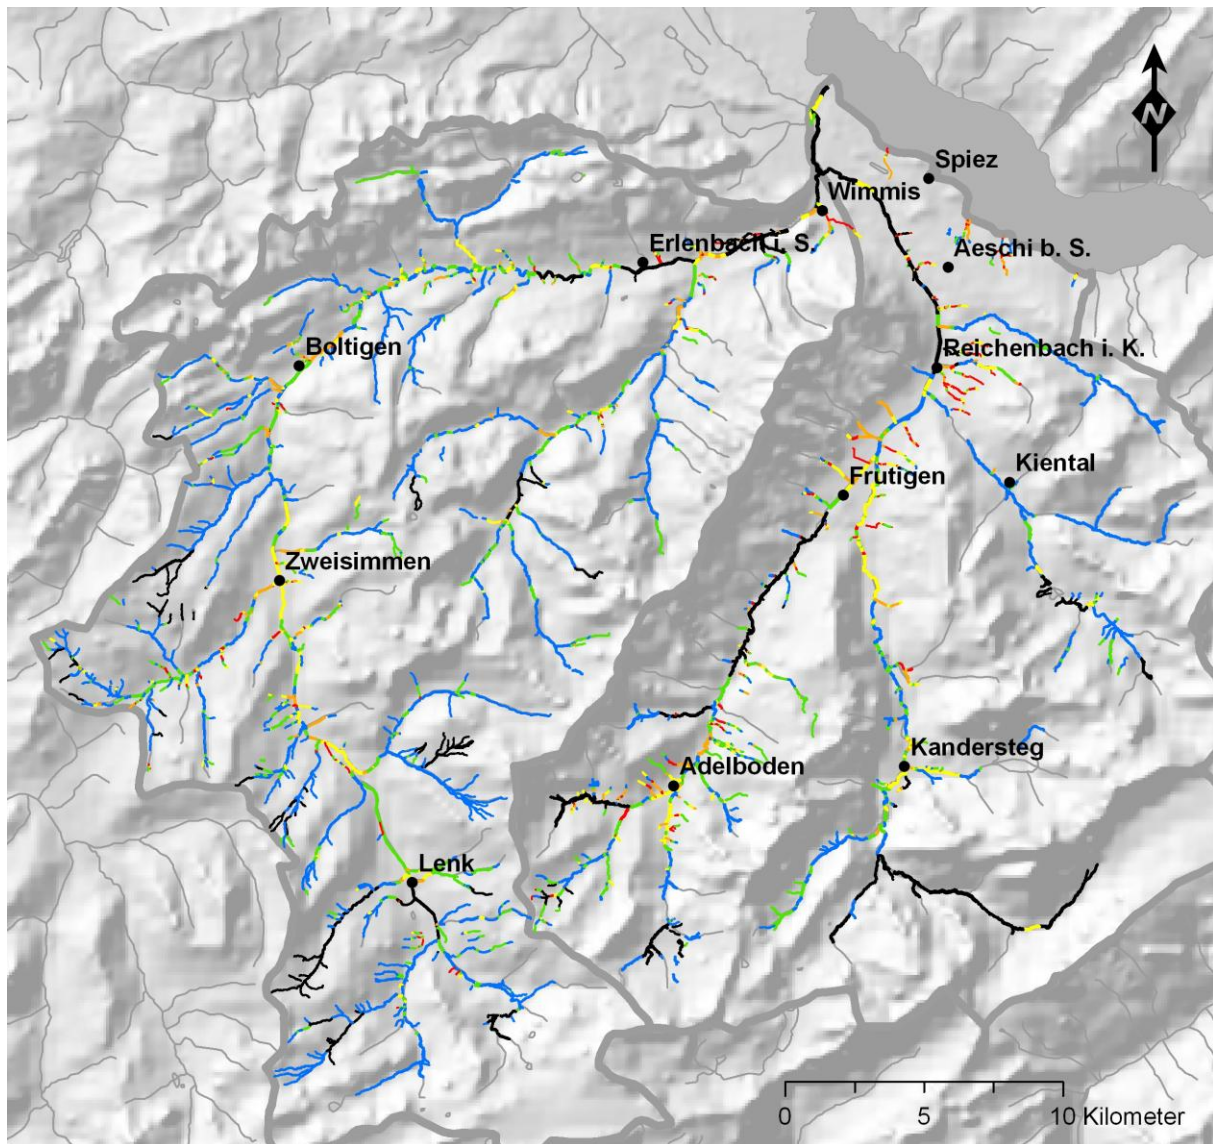 N
Spiez
Wimmis
Erlenbach i. S.
Aeschi b. S.
Boltigen
Reichenbach i. K.
Kiental
Frutigen
Zweisimmen
Kandersteg
Adelboden
Lenk
0 5 10 Kilometer